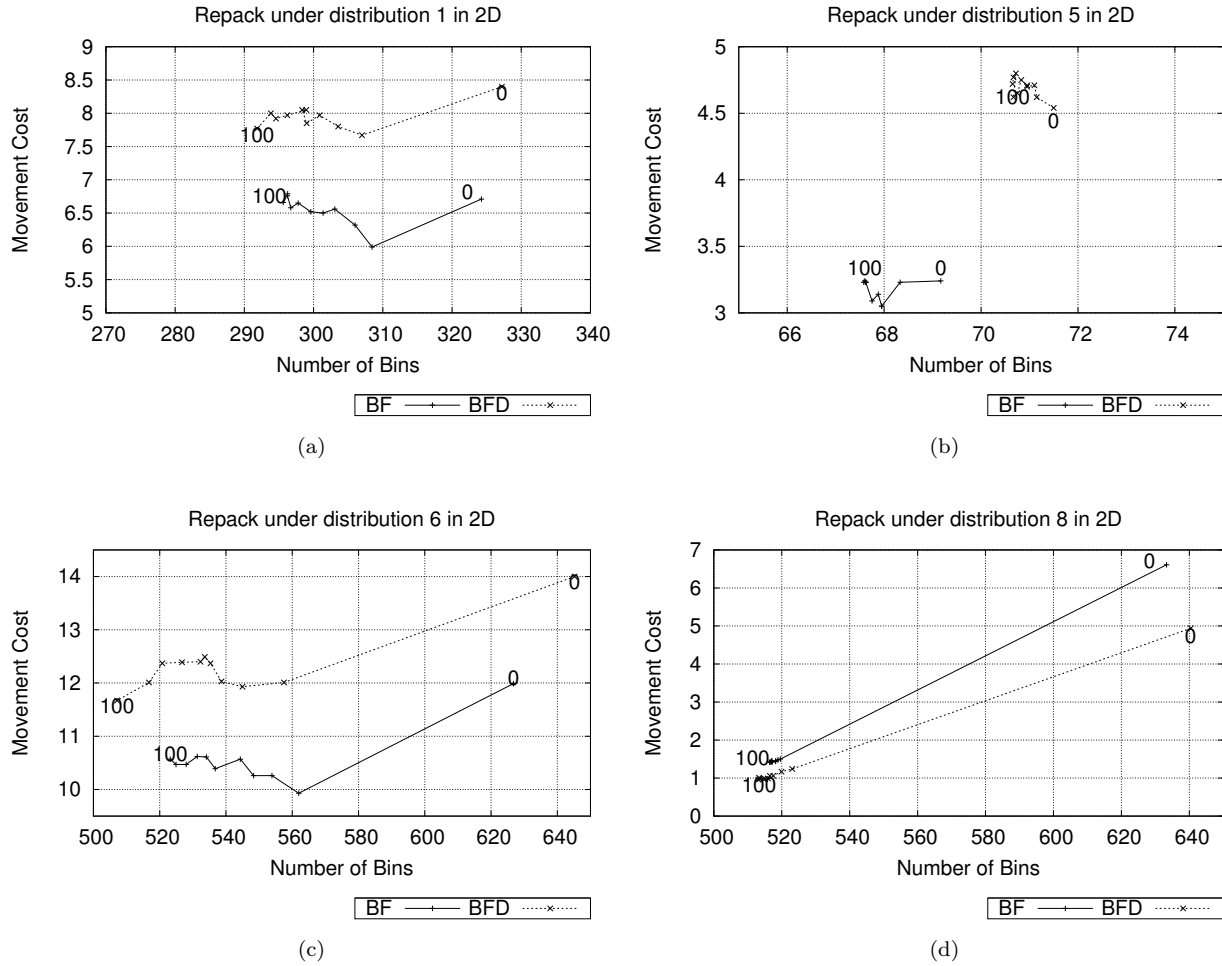 Repack under distribution 1 in 2D
9
8.5
8
7.5
7
6.5
6
5.5
5
Movement Cost
0
100
100
0
270 280 290 300 310 320 330 340
Number of Bins
BF BFD
(a)
Repack under distribution 5 in 2D
5
4.5
4
3.5
3
Movement Cost
100
0
100
0
66 68 70 72 74
Number of Bins
BF BFD
(b)
Repack under distribution 6 in 2D
14
13
12
11
10
Movement Cost
0
100
0
100
500 520 540 560 580 600 620 640
Number of Bins
BF BFD
(c)
Repack under distribution 8 in 2D
7
6
5
4
3
2
1
0
Movement Cost
0
0
100
100
500 520 540 560 580 600 620 640
Number of Bins
BF BFD
(d)